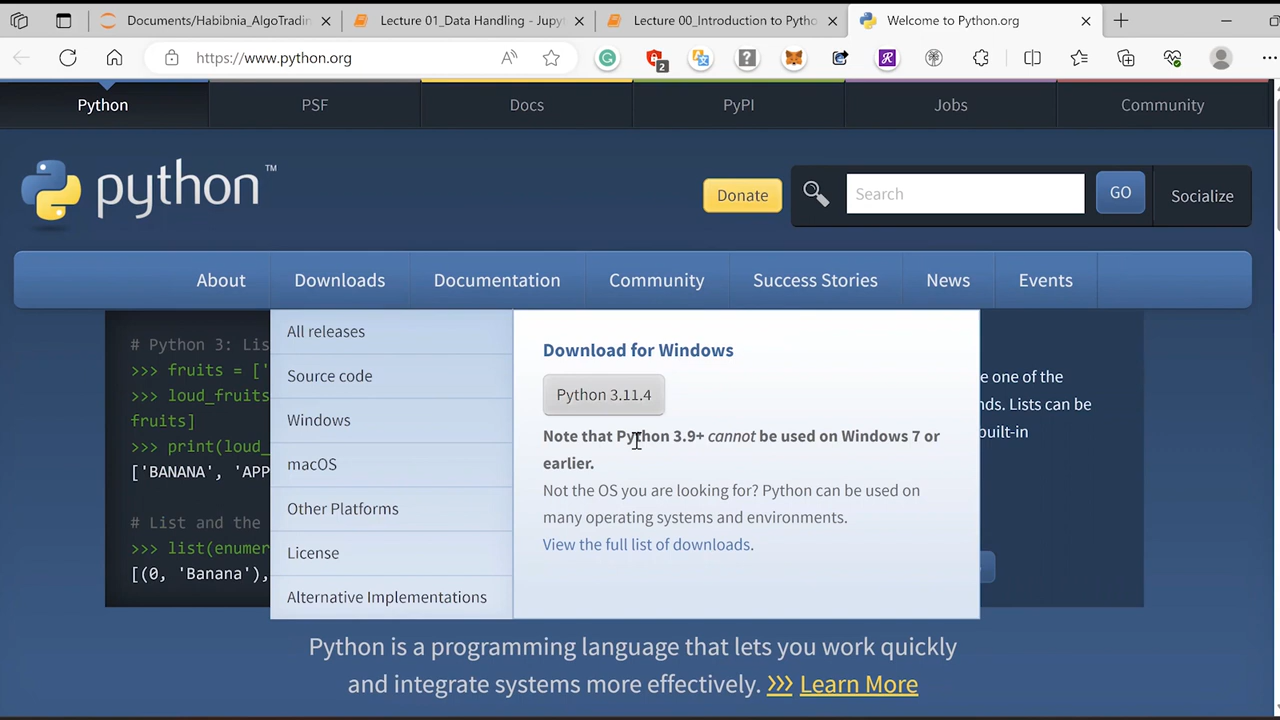 Documents/Habibnia_AlgoTradin
Lecture 01_Data Handling - Jupy
Lecture 00_Introduction to Pytho
Welcome to Python.org
https://www.python.org
2
Python
PSF
Docs
PyPI
Jobs
Community
python™
Donate
Search
GO
Socialize
About
Downloads
Documentation
Community
Success Stories
News
Events
# Python 3: Lis
>>> fruits = ['
>>> loud_fruits
fruits]
>>> print(loud_
['BANANA', 'APP
# List and the
>>> list(enumer
[(0, 'Banana'),
All releases
Source code
Windows
macOS
Other Platforms
License
Alternative Implementations
Download for Windows
Python 3.11.4
Note that Python 3.9+ cannot be used on Windows 7 or
earlier.
Not the OS you are looking for? Python can be used on
many operating systems and environments.
View the full list of downloads.
e one of the
nds. Lists can be
built-in
Python is a programming language that lets you work quickly
and integrate systems more effectively. >>> Learn More